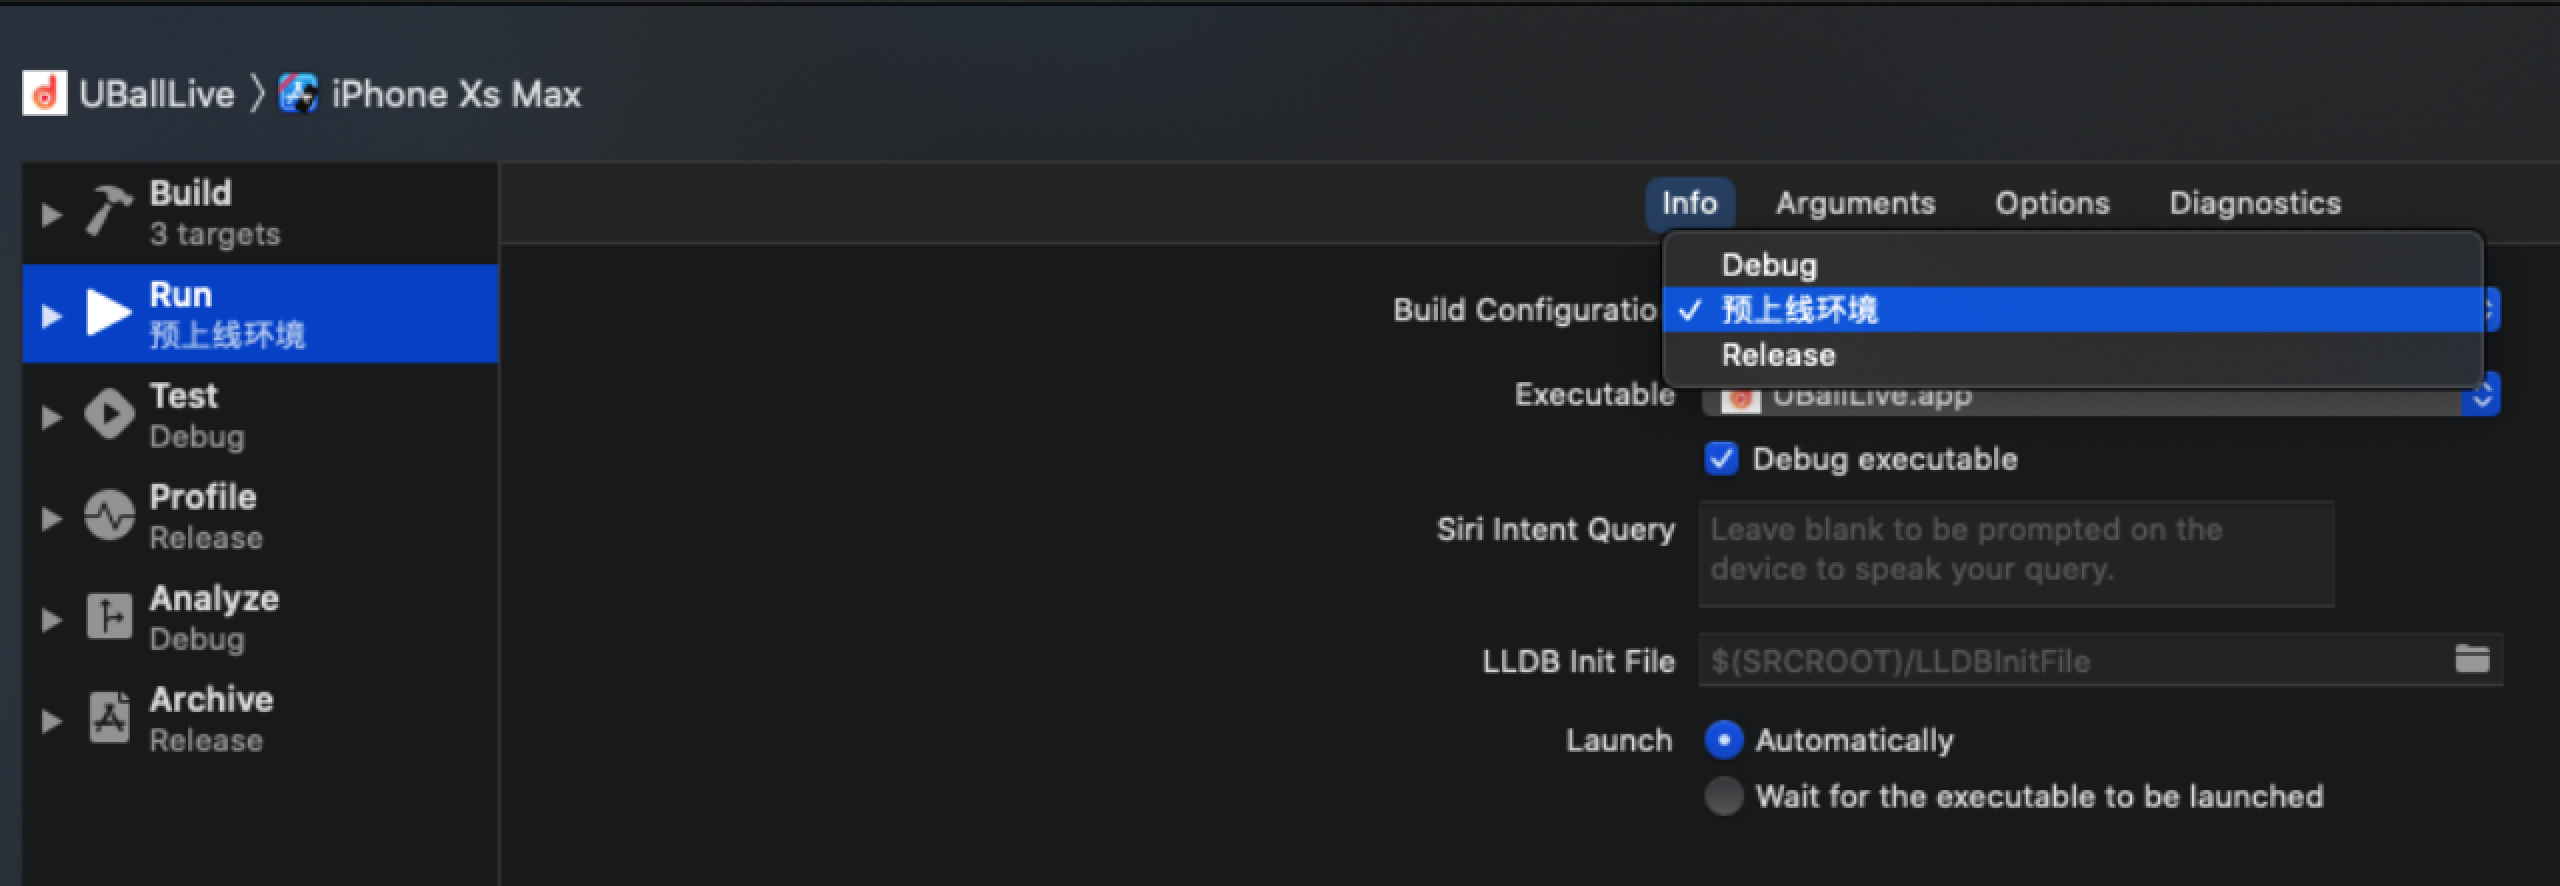 UBallLive 〉 iPhone Xs Max
Build
3 targets
Run
预上线环境
Test
Debug
Profile
Release
Analyze
Debug
Archive
Release
Info Arguments Options Diagnostics
Build Configuratio
Debug
✓ 预上线环境
Release
Executable UBallLive.app
Debug executable
Siri Intent Query
Leave blank to be prompted on the
device to speak your query.
LLDB Init File $(SRCROOT)/LLDBInitFile
Launch Automatically
Wait for the executable to be launched